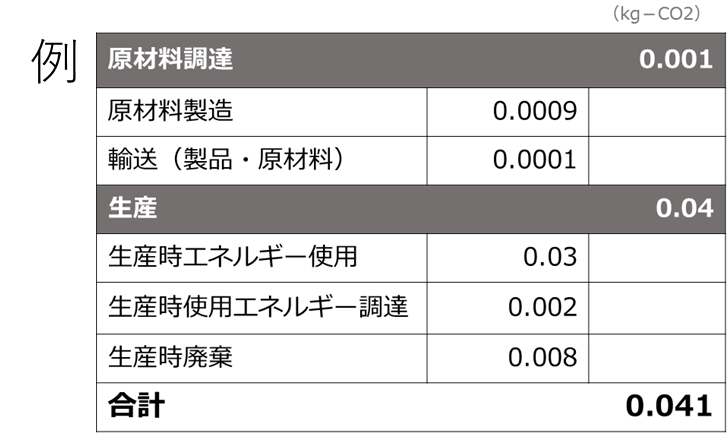 （kg－CO2）
例
原材料調達 0.001
原材料製造 0.0009
輸送（製品・原材料） 0.0001
生産 0.04
生産時エネルギー使用 0.03
生産時使用エネルギー調達 0.002
生産時廃棄 0.008
合計 0.041